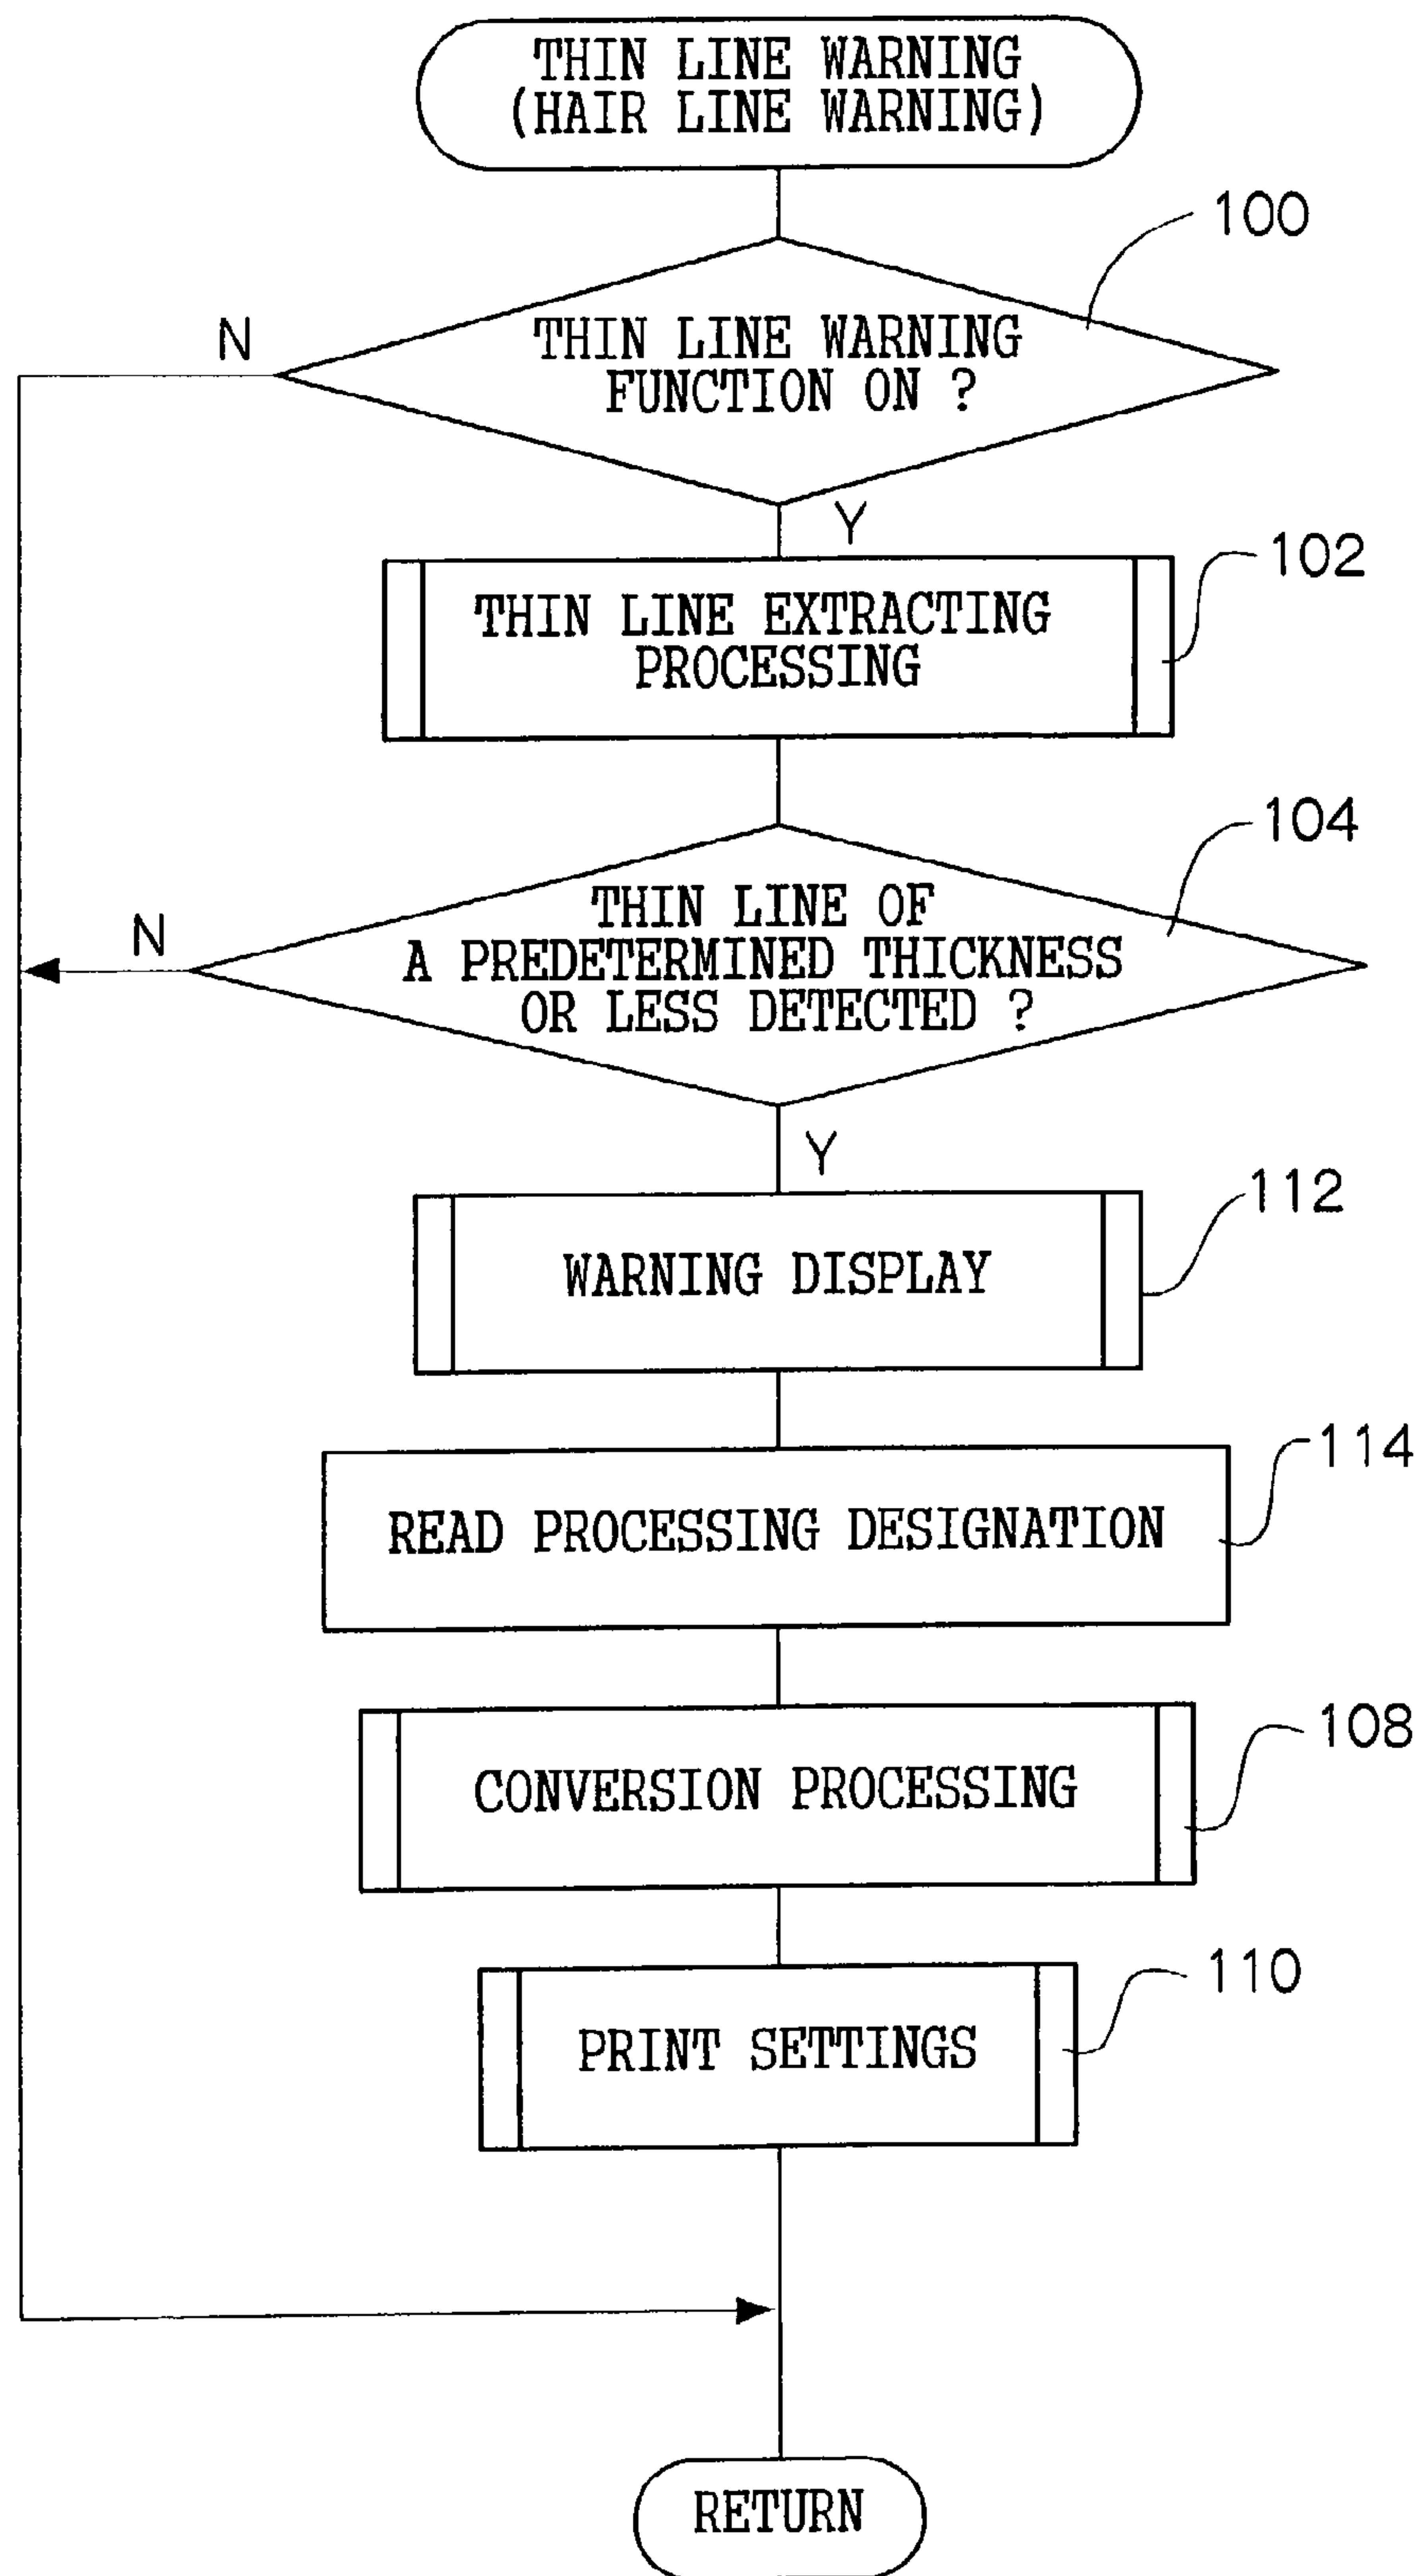 THIN LINE WARNING
(HAIR LINE WARNING)
100
N
THIN LINE WARNING
FUNCTION ON ?
Y
102
THIN LINE EXTRACTING
PROCESSING
104
N
THIN LINE OF
A PREDETERMINED THICKNESS
OR LESS DETECTED ?
Y
112
WARNING DISPLAY
114
READ PROCESSING DESIGNATION
108
CONVERSION PROCESSING
110
PRINT SETTINGS
RETURN